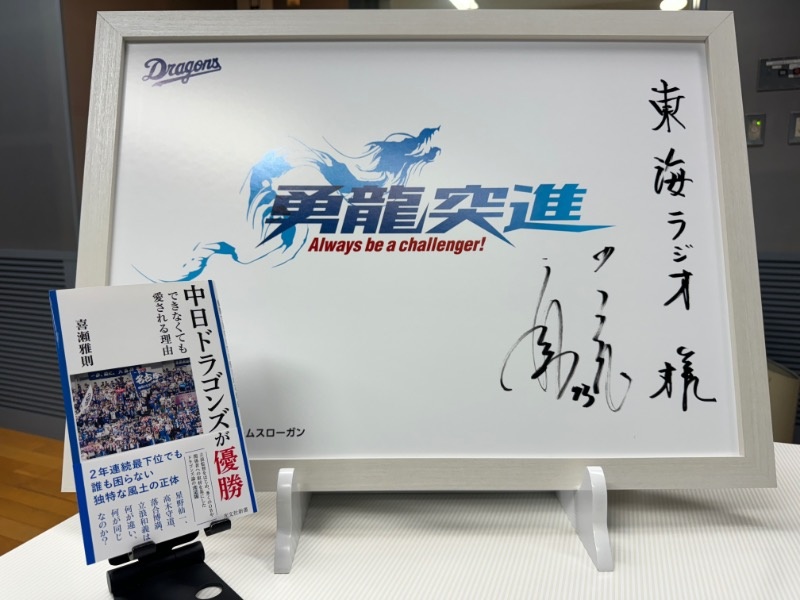 Dragons
勇龍突進
Always be a challenger!
東海ラジオ様
ムスローガン
中日ドラゴンズが優勝
できなくても
愛される理由
喜瀬雅則
2年連続最下位でも
誰も困らない
独特な風土の正体
星野仙一、
高木守道、
落合博満、
立浪和義は
何が違い、
何が同じ
なのか?
光文社新書